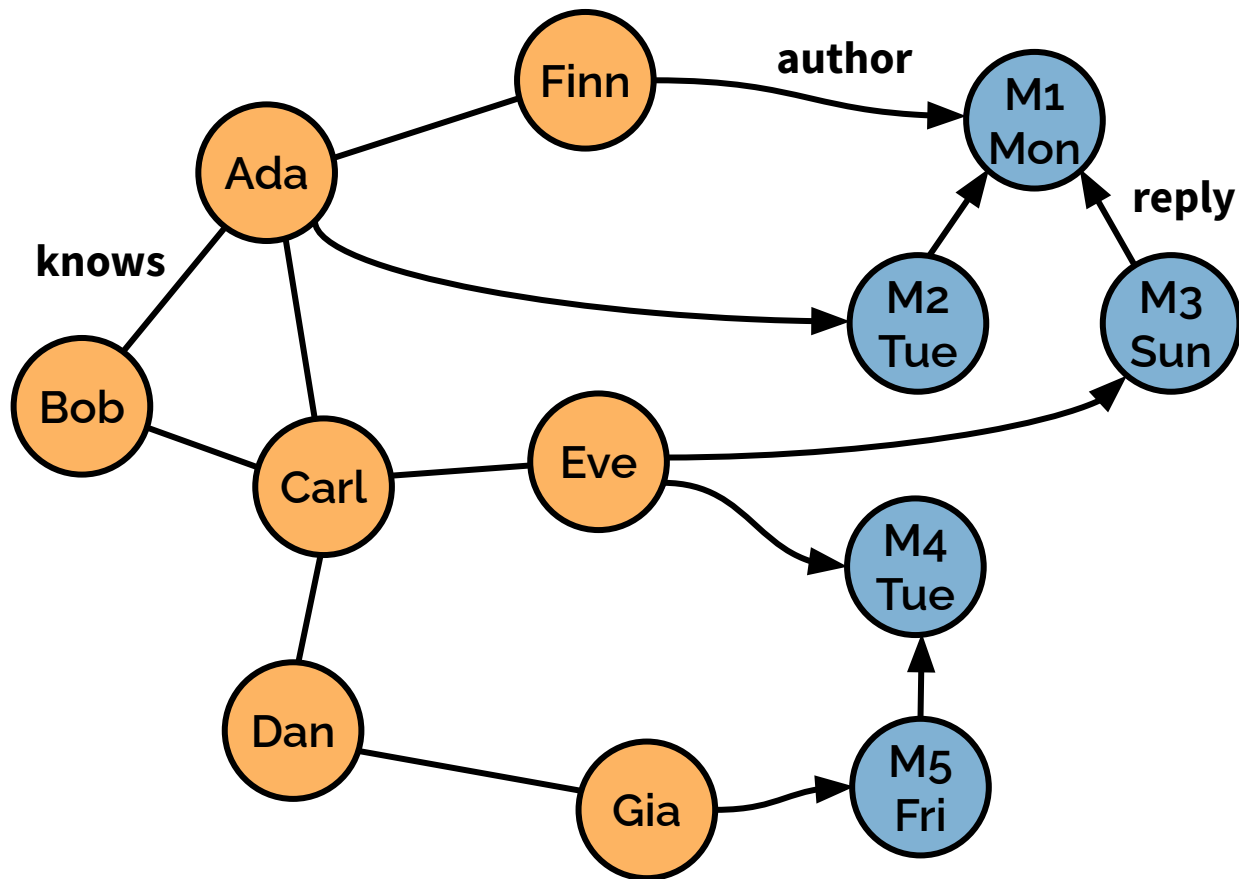 Finn
author
M1
Mon
Ada
reply
knows
M2
Tue
M3
Sun
Bob
Carl
Eve
M4
Tue
Dan
Gia
M5
Fri